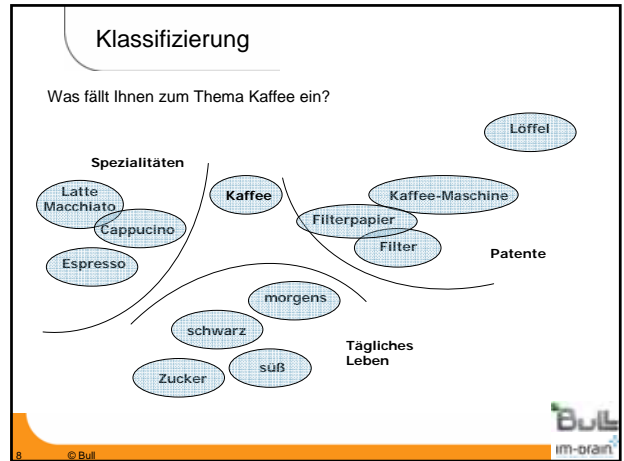 Klassifizierung
Was fällt Ihnen zum Thema Kaffee ein?
Löffel
Spezialitäten
Latte
Macchiato
Cappucino
Espresso
Kaffee
Kaffee-Maschine
Filterpapier
Filter
Patente
morgens
schwarz
Zucker
süß
Tägliches
Leben
8
© Bull
Bull
im-brain